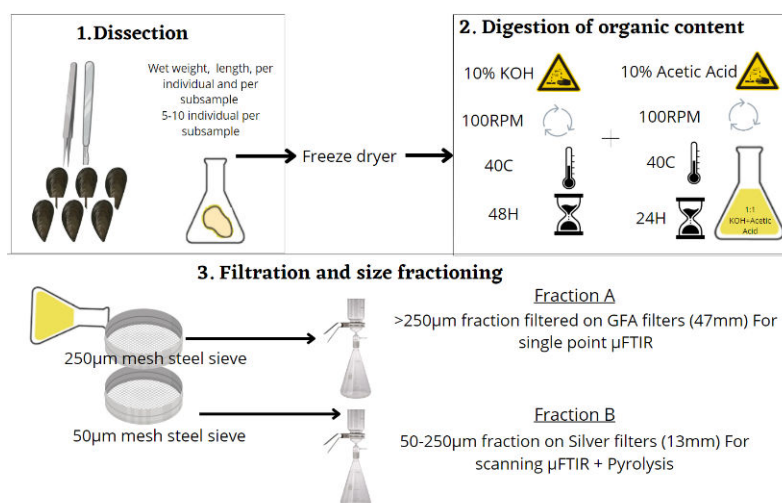 1.Dissection
Wet weight, length, per
individual and per
subsample
5-10 individual per
subsample
Freeze dryer
2. Digestion of organic content
10% KOH
100RPM
40C
48H
10% Acetic Acid
100RPM
40C
24H
1:1
KOH+Acetic
Acid
3. Filtration and size fractioning
250µm mesh steel sieve
50µm mesh steel sieve
Fraction A
>250µm fraction filtered on GFA filters (47mm) For
single point µFTIR
Fraction B
50-250µm fraction on Silver filters (13mm) For
scanning µFTIR + Pyrolysis